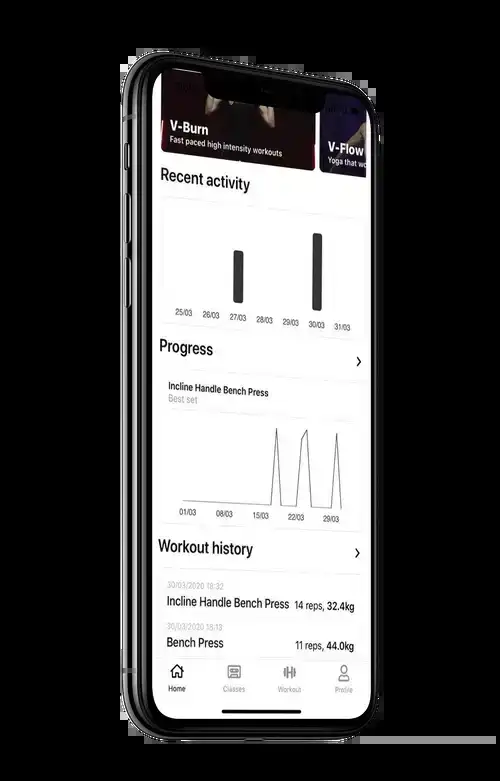 V-Burn
Fast paced high intensity workouts
V-Flow
Yoga that
Recent activity
25/03 26/03 27/03 28/03 29/03 30/03 31/03
Progress
Incline Handle Bench Press
Best set
01/03 08/03 15/03 22/03 29/03
Workout history
30/03/2020 18:32
Incline Handle Bench Press 14 reps, 32.4kg
30/03/2020 18:13
Bench Press 11 reps, 44.0kg
Home Classes Workout Profile